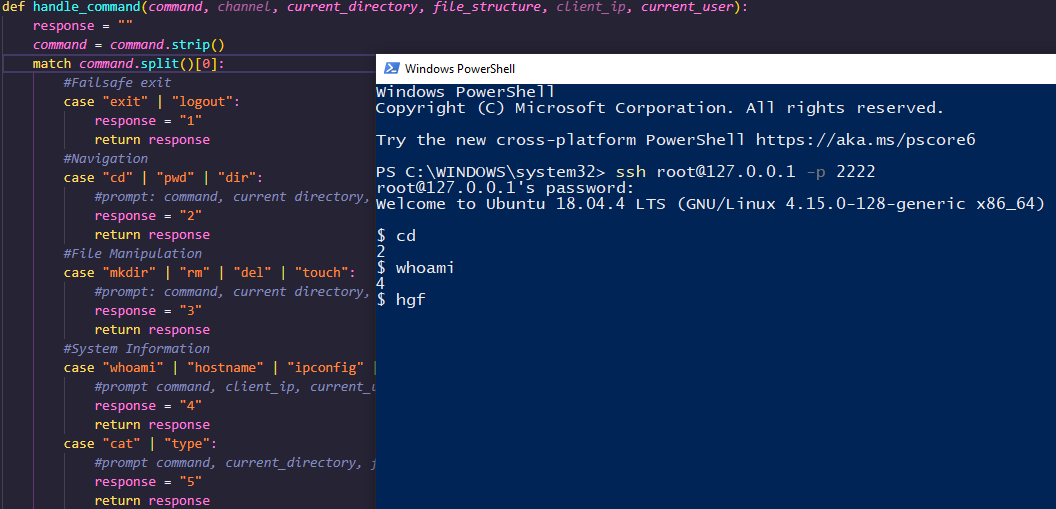 def handle_command(command, channel, current_directory, file_structure, client_ip, current_user):
    response = ""
    command = command.strip()
    match command.split()[0]:
        #Failsafe exit
        case "exit" | "logout":
            response = "1"
            return response
        #Navigation
        case "cd" | "pwd" | "dir":
            #prompt: command, current directory,
            response = "2"
            return response
        #File Manipulation
        case "mkdir" | "rm" | "del" | "touch":
            #prompt: command, current directory,
            response = "3"
            return response
        #System Information
        case "whoami" | "hostname" | "ipconfig" |
            #prompt command, client_ip, current_u
            response = "4"
            return response
        case "cat" | "type":
            #prompt command, current_directory, f
            response = "5"
            return response
Windows PowerShell
Windows PowerShell
Copyright (C) Microsoft Corporation. All rights reserved.
Try the new cross-platform PowerShell https://aka.ms/pscore6
PS C:\WINDOWS\system32> ssh root@127.0.0.1 -p 2222
root@127.0.0.1's password:
Welcome to Ubuntu 18.04.4 LTS (GNU/Linux 4.15.0-128-generic x86_64)
$ cd
2
$ whoami
4
$ hgf